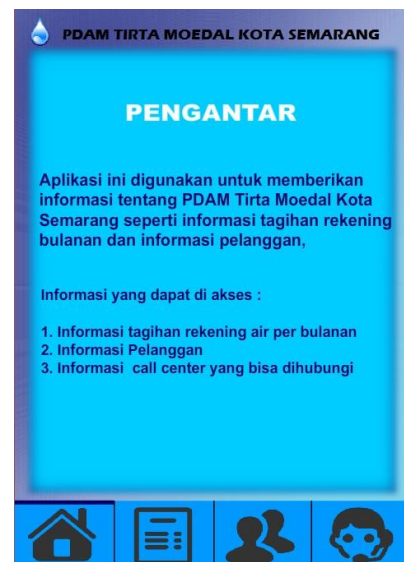 PDAM TIRTA MOEDAL KOTA SEMARANG
PENGANTAR
Aplikasi ini digunakan untuk memberikan
informasi tentang PDAM Tirta Moedal Kota
Semarang seperti informasi tagihan rekening
bulanan dan informasi pelanggan,
Informasi yang dapat di akses :
1. Informasi tagihan rekening air per bulanan
2. Informasi Pelanggan
3. Informasi call center yang bisa dihubungi